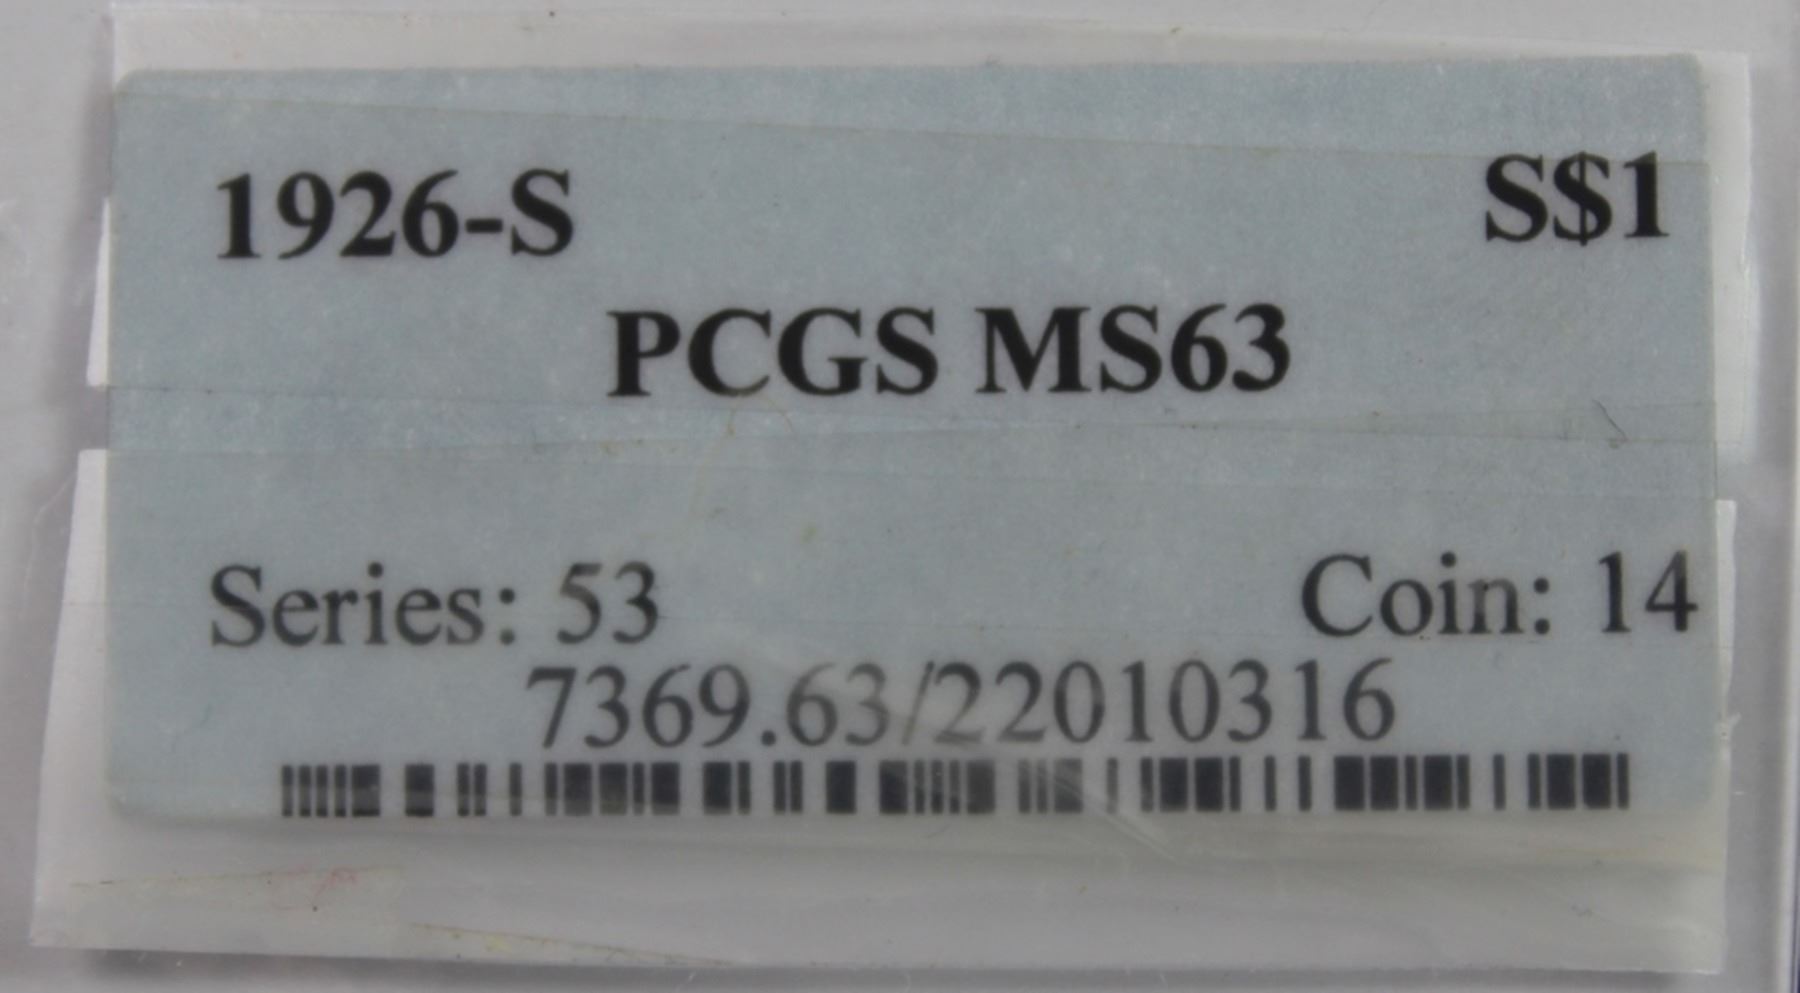 1926-S S$1
PCGS MS63
Series: 53 Coin: 14
7369.63/22010316